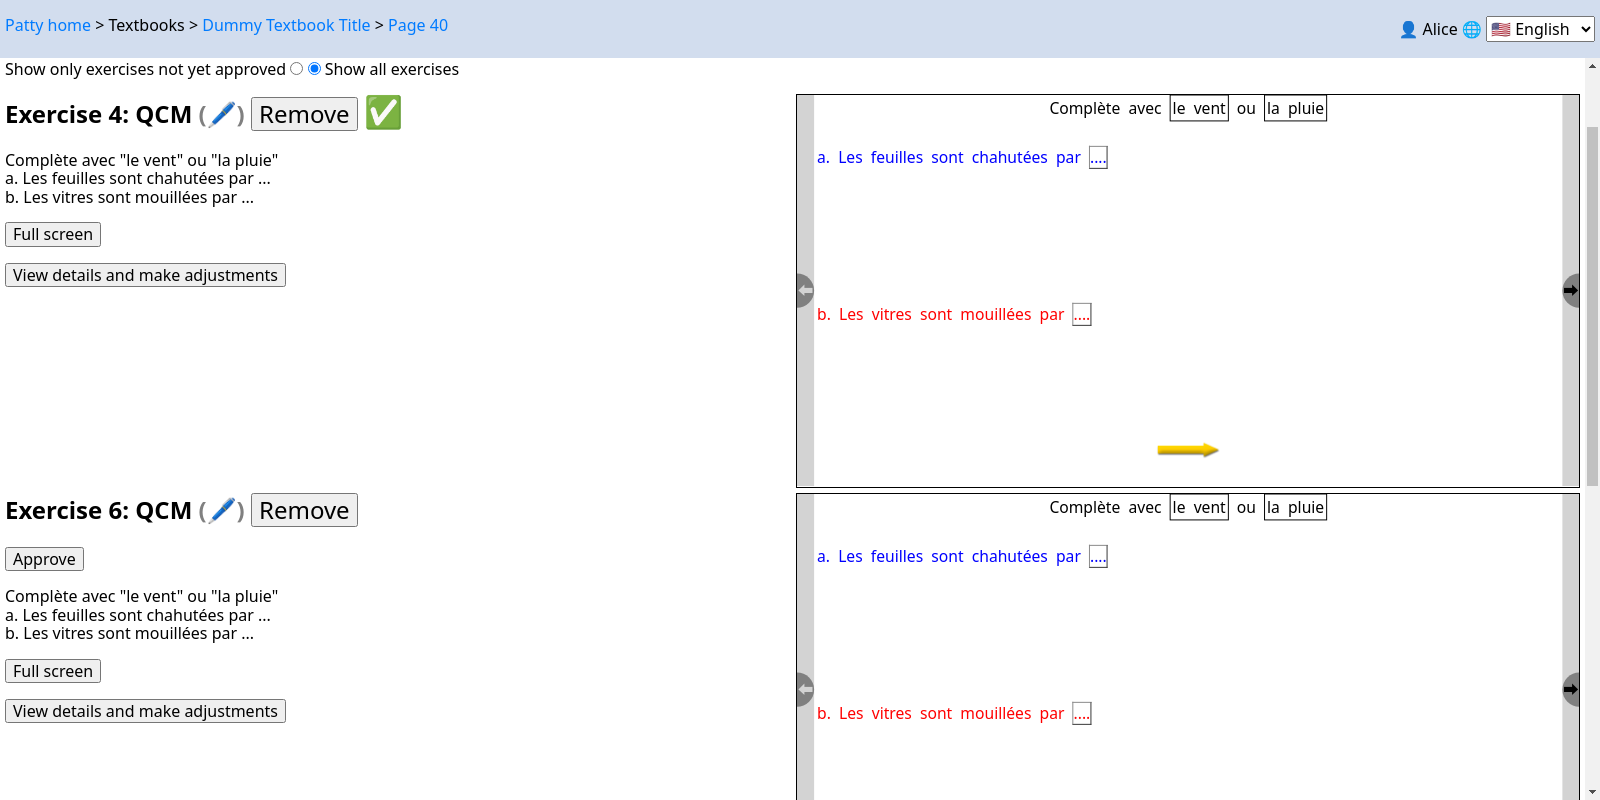 Patty home > Textbooks > Dummy Textbook Title > Page 40
Alice English
Show only exercises not yet approved Show all exercises
Exercise 4: QCM () Remove
Complète avec "le vent" ou "la pluie"
a. Les feuilles sont chahutées par ...
b. Les vitres sont mouillées par ...
Full screen
View details and make adjustments
Complète avec le vent ou la pluie
a. Les feuilles sont chahutées par ....
b. Les vitres sont mouillées par ....
Exercise 6: QCM () Remove
Approve
Complète avec "le vent" ou "la pluie"
a. Les feuilles sont chahutées par ...
b. Les vitres sont mouillées par ...
Full screen
View details and make adjustments
Complète avec le vent ou la pluie
a. Les feuilles sont chahutées par ....
b. Les vitres sont mouillées par ....